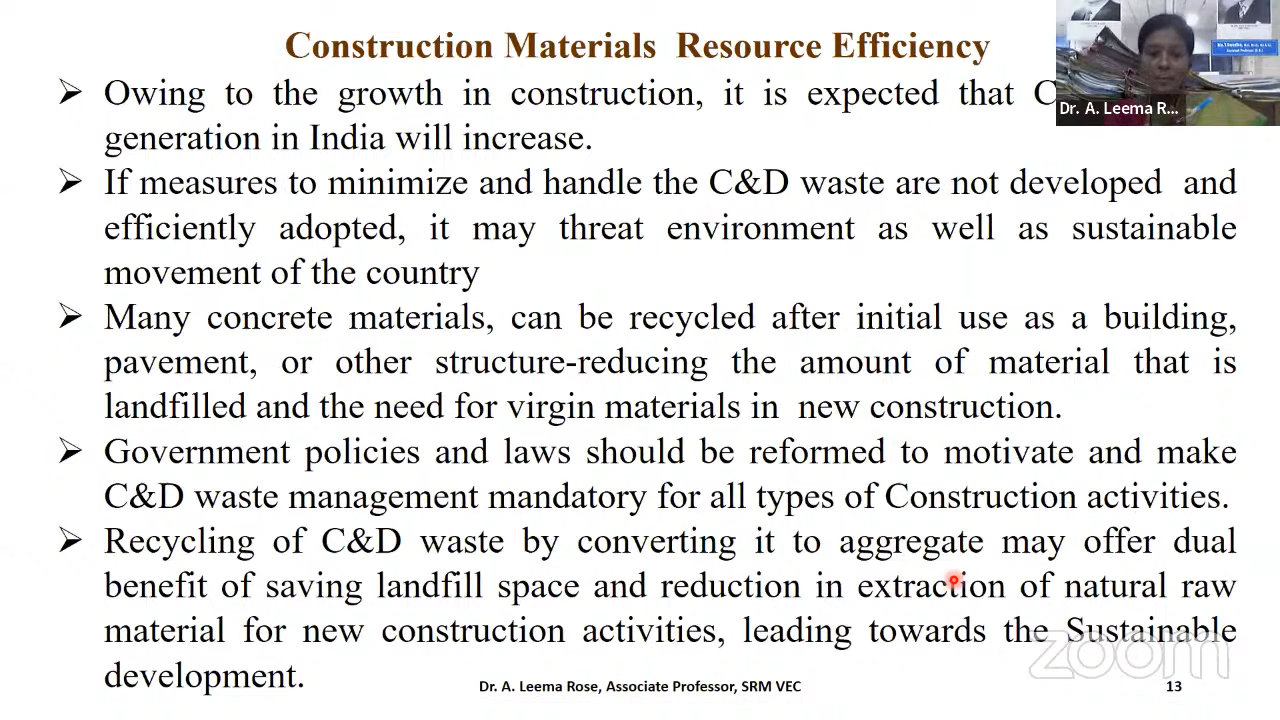 Construction Materials Resource Efficiency
➢ Owing to the growth in construction, it is expected that C
generation in India will increase.
➢ If measures to minimize and handle the C&D waste are not developed and
efficiently adopted, it may threat environment as well as sustainable
movement of the country
➢ Many concrete materials, can be recycled after initial use as a building,
pavement, or other structure-reducing the amount of material that is
landfilled and the need for virgin materials in new construction.
➢ Government policies and laws should be reformed to motivate and make
C&D waste management mandatory for all types of Construction activities.
➢ Recycling of C&D waste by converting it to aggregate may offer dual
benefit of saving landfill space and reduction in extraction of natural raw
material for new construction activities, leading towards the Sustainable
development.
Dr. A. Leema Rose, Associate Professor, SRM VEC
13
Dr. A. Leema R...
zoom